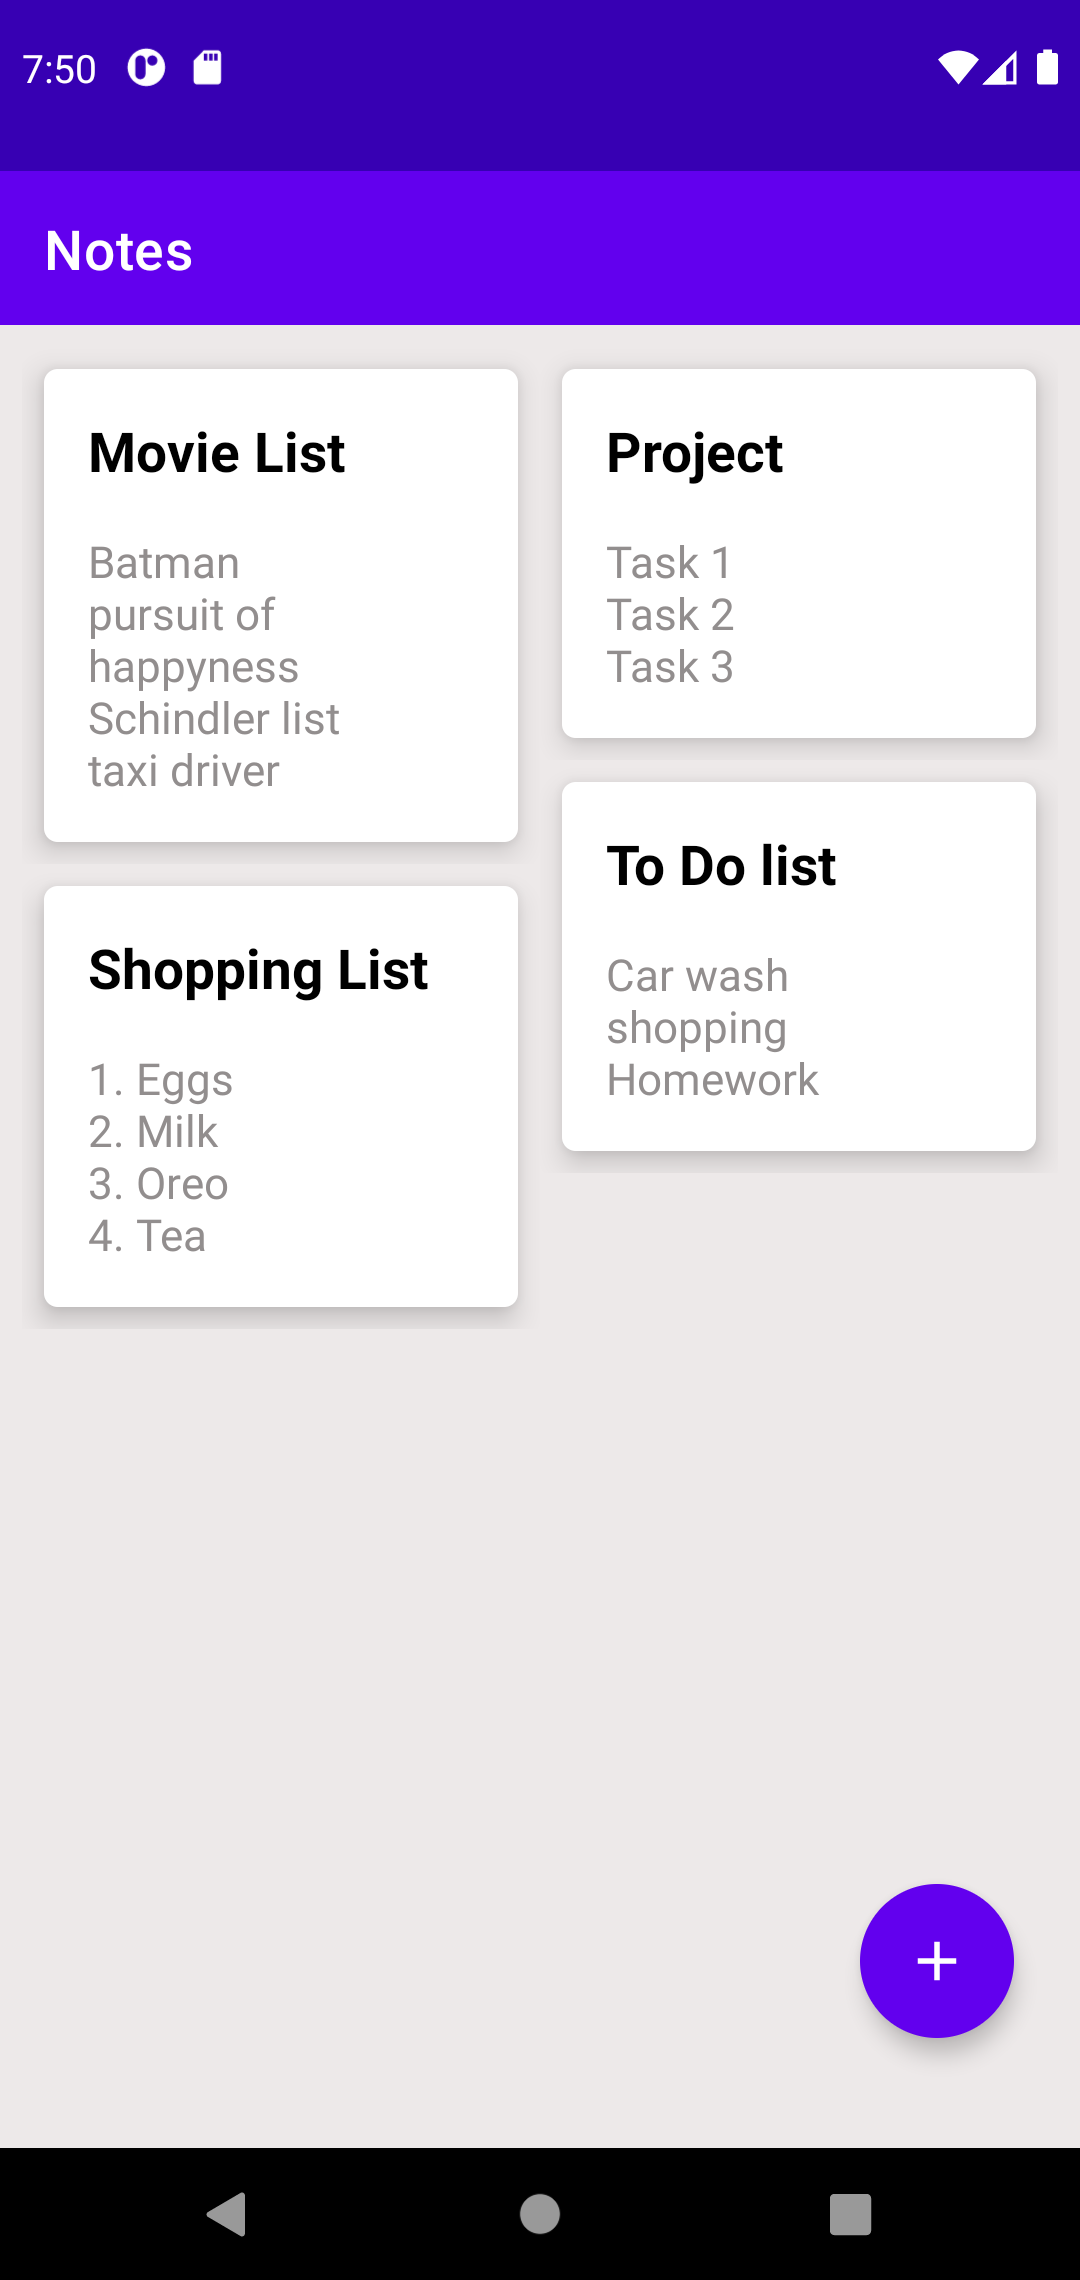 7:50
Notes
Movie List
Batman
pursuit of
happyness
Schindler list
taxi driver
Project
Task 1
Task 2
Task 3
Shopping List
1. Eggs
2. Milk
3. Oreo
4. Tea
To Do list
Car wash
shopping
Homework